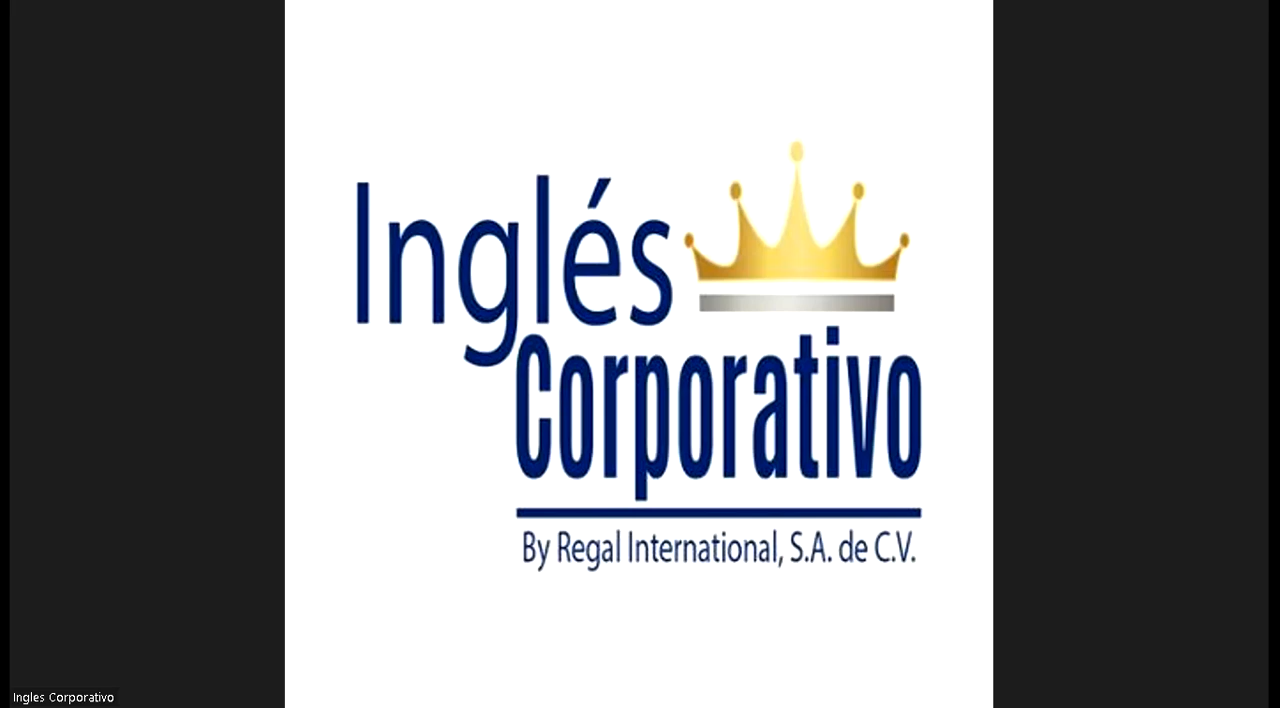 Inglés
Corporativo
By Regal International, S.A. de C.V.
Ingles Corporativo